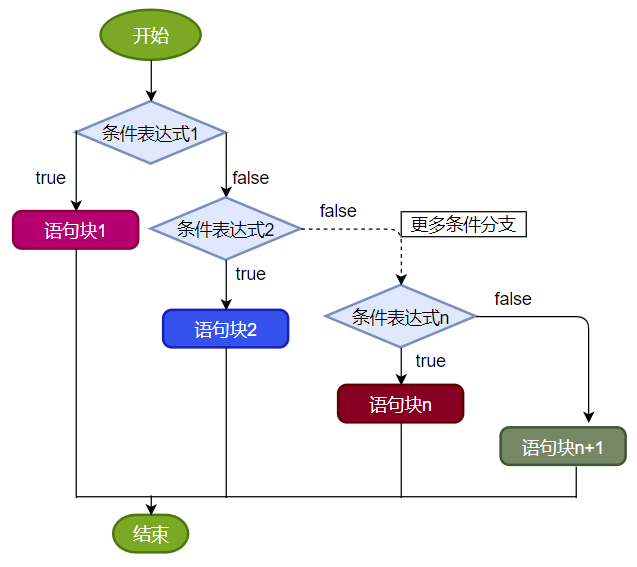 开始
条件表达式1
true
false
语句块1
条件表达式2
false
更多条件分支
true
语句块2
条件表达式n
false
true
语句块n
语句块n+1
结束